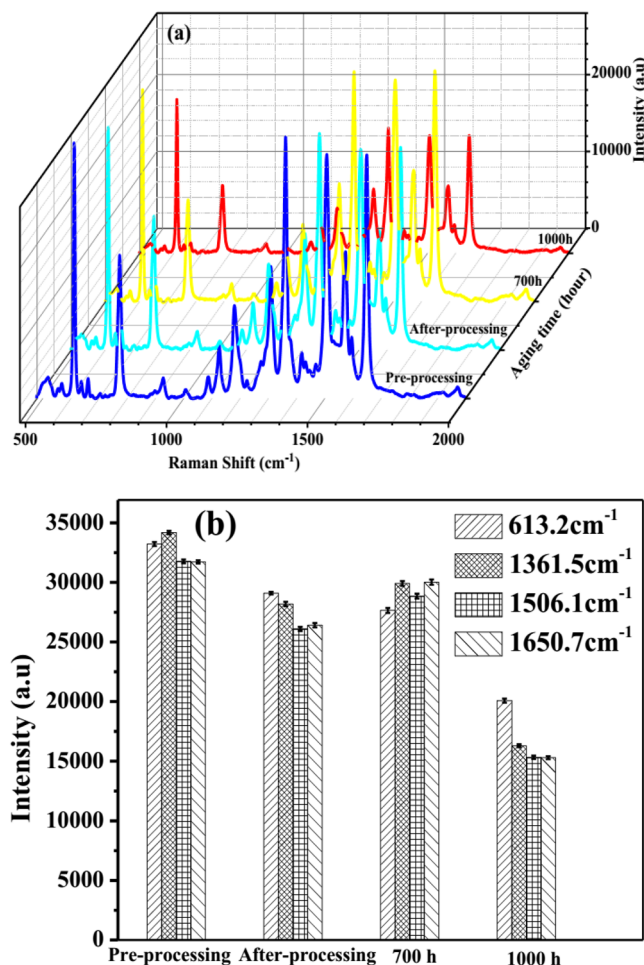 (a)
20000
10000
0
Intensity (a.u)
1000h
700h
After-processing
Pre-processing
Aging time (hour)
500
1000
1500
2000
Raman Shift (cm⁻¹)
(b)
613.2cm⁻¹
1361.5cm⁻¹
1506.1cm⁻¹
1650.7cm⁻¹
35000
30000
25000
20000
15000
10000
5000
0
Intensity (a.u)
Pre-processing After-processing 700 h 1000 h